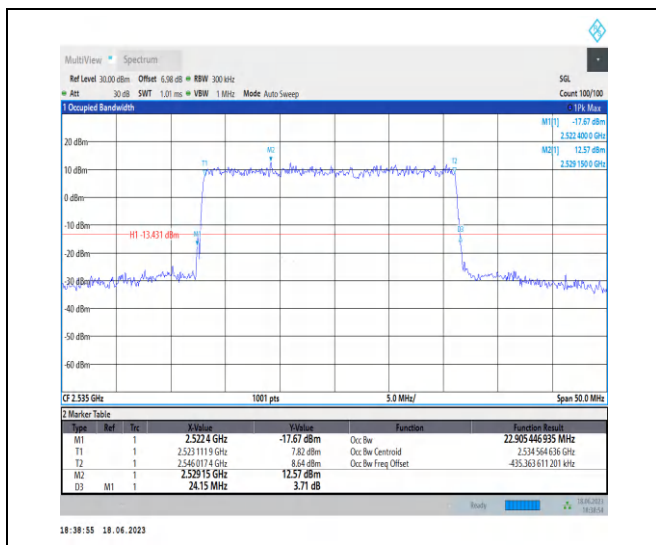 MultiView Spectrum
Ref Level 30.00 dBm Offset 6.98 dB RBW 300 kHz SGL
Att 30 dB SWT 1.01 ms VBW 1 MHz Mode Auto Sweep Count 100/100
1 Occupied Bandwidth 1Pk Max
M1[1] -17.67 dBm
2.522 400 0 GHz
M2[1] 12.57 dBm
2.529 150 0 GHz
20 dBm
M2
T1 T2
10 dBm
0 dBm
-10 dBm
H1 -13.431 dBm
-20 dBm
-30 dBm
-40 dBm
-50 dBm
-60 dBm
CF 2.535 GHz 1001 pts 5.0 MHz/ Span 50.0 MHz
2 Marker Table
Type Ref Trc X-Value Y-Value Function Function Result
M1 1 2.5224 GHz -17.67 dBm Occ Bw 22.905 446 935 MHz
T1 1 2.523 111 9 GHz 7.82 dBm Occ Bw Centroid 2.534 564 636 GHz
T2 1 2.546 017 4 GHz 8.64 dBm Occ Bw Freq Offset -435.363 611 201 kHz
M2 1 2.529 15 GHz 12.57 dBm
D3 M1 1 24.15 MHz 3.71 dB
Ready 18.06.2023
18:38:54
18:38:55 18.06.2023